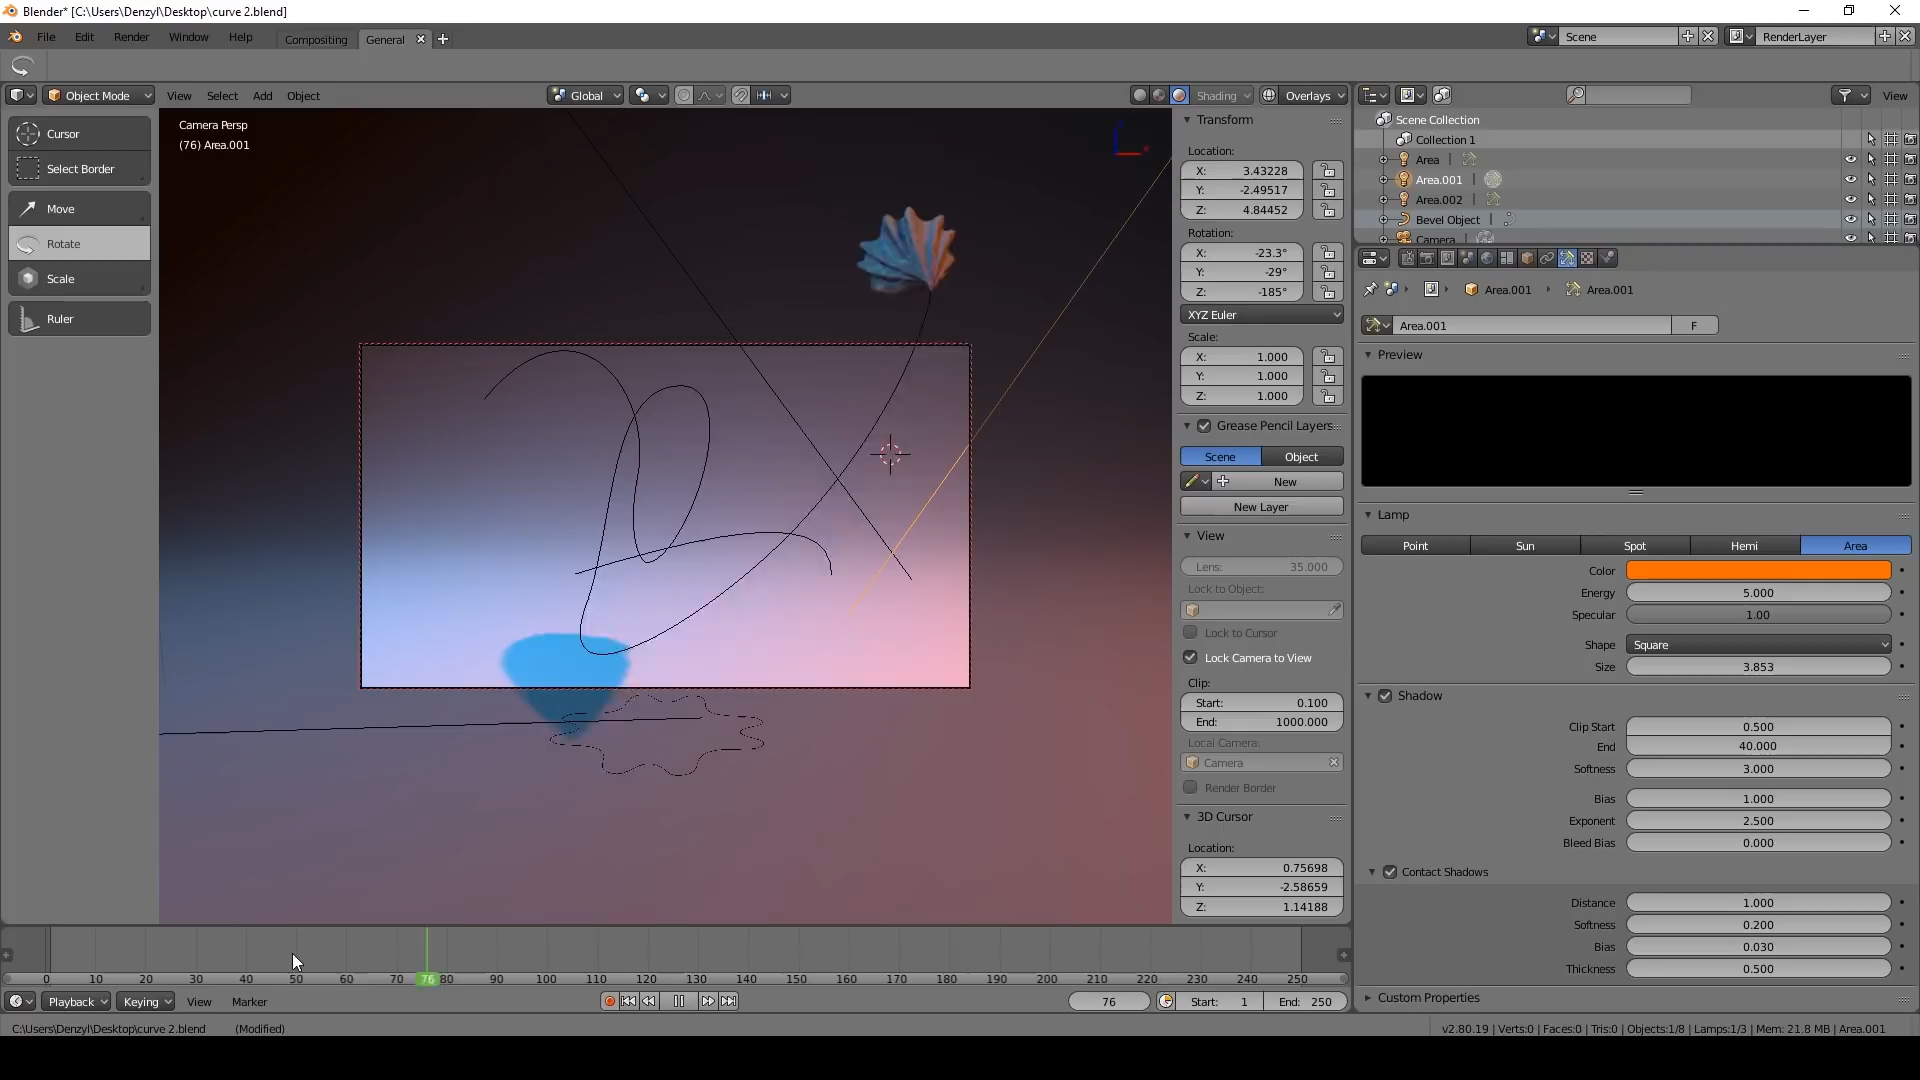 Blender* [C:\Users\Denzyl\Desktop\curve 2.blend]
File Edit Render Window Help Compositing General Scene RenderLayer
Object Mode View Select Add Object Global Shading Overlays View
Cursor
Select Border
Move
Rotate
Scale
Ruler
Camera Persp
(76) Area.001
Transform
Location:
X: 3.43228
Y: -2.49517
Z: 4.84452
Rotation:
X: -23.3°
Y: -29°
Z: -185°
XYZ Euler
Scale:
X: 1.000
Y: 1.000
Z: 1.000
Grease Pencil Layers
Scene Object
New
New Layer
View
Lens: 35.000
Lock to Object:
Lock to Cursor
Lock Camera to View
Clip:
Start: 0.100
End: 1000.000
Local Camera:
Camera
Render Border
3D Cursor
Location:
X: 0.75698
Y: -2.58659
Z: 1.14188
Scene Collection
Collection 1
Area
Area.001
Area.002
Bevel Object
Camera
Area.001 Area.001
Area.001 F
Preview
Lamp
Point Sun Spot Hemi Area
Color
Energy 5.000
Specular 1.00
Shape Square
Size 3.853
Shadow
Clip Start 0.500
End 40.000
Softness 3.000
Bias 1.000
Exponent 2.500
Bleed Bias 0.000
Contact Shadows
Distance 1.000
Softness 0.200
Bias 0.030
Thickness 0.500
Custom Properties
0 10 20 30 40 50 60 70 76 80 90 100 110 120 130 140 150 160 170 180 190 200 210 220 230 240 250
Playback Keying View Marker 76 Start: 1 End: 250
C:\Users\Denzyl\Desktop\curve 2.blend (Modified) v2.80.19 | Verts:0 | Faces:0 | Tris:0 | Objects:1/8 | Lamps:1/3 | Mem: 21.8 MB | Area.001